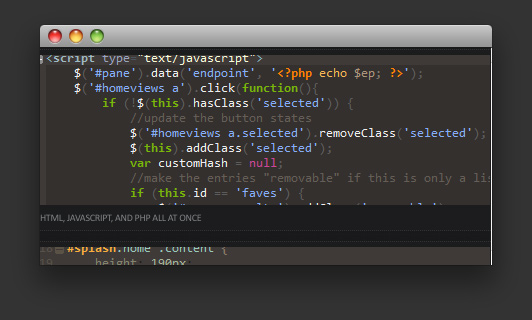 <script type="text/javascript">
$('#pane').data('endpoint', '<?php echo $ep; ?>');
$('#homeviews a').click(function(){
if (!$(this).hasClass('selected')) {
//update the button states
$('#homeviews a.selected').removeClass('selected');
$(this).addClass('selected');
var customHash = null;
//make the entries "removable" if this is only a lis
if (this.id == 'faves') {
HTML, JAVASCRIPT, AND PHP ALL AT ONCE
18 #splash.home .content {
19 height: 190px